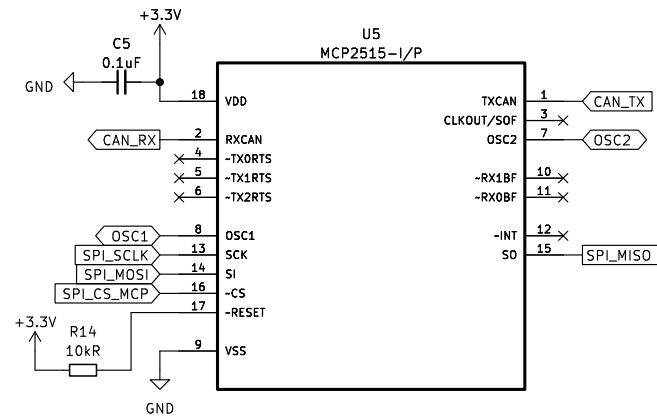 +3.3V
U5
MCP2515-I/P
C5
0.1uF
GND
18 VDD
TXCAN 1 CAN_TX
CLKOUT/SOF 3
CAN_RX 2 RXCAN
OSC2 7 OSC2
4 ~TX0RTS
5 ~TX1RTS
~RX1BF 10
6 ~TX2RTS
~RX0BF 11
OSC1 8 OSC1
~INT 12
SPI_SCLK 13 SCK
SO 15 SPI_MISO
SPI_MOSI 14 SI
SPI_CS_MCP 16 ~CS
17 ~RESET
+3.3V
R14
10kR
9 VSS
GND